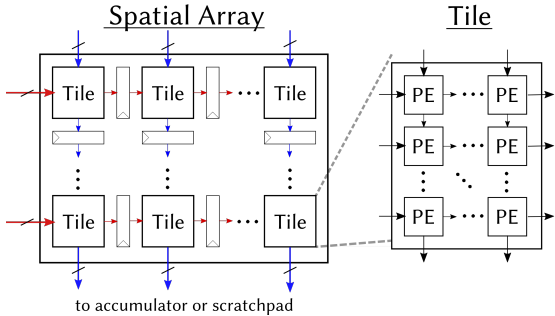 Spatial Array
Tile
Tile Tile Tile
Tile Tile Tile
to accumulator or scratchpad
PE PE
PE PE
PE PE